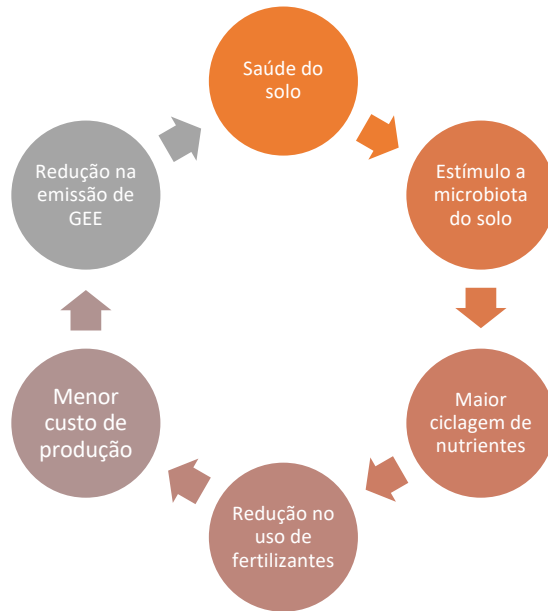 Saúde do
solo
Estímulo a
microbiota
do solo
Maior
ciclagem de
nutrientes
Redução no
uso de
fertilizantes
Menor
custo de
produção
Redução na
emissão de
GEE